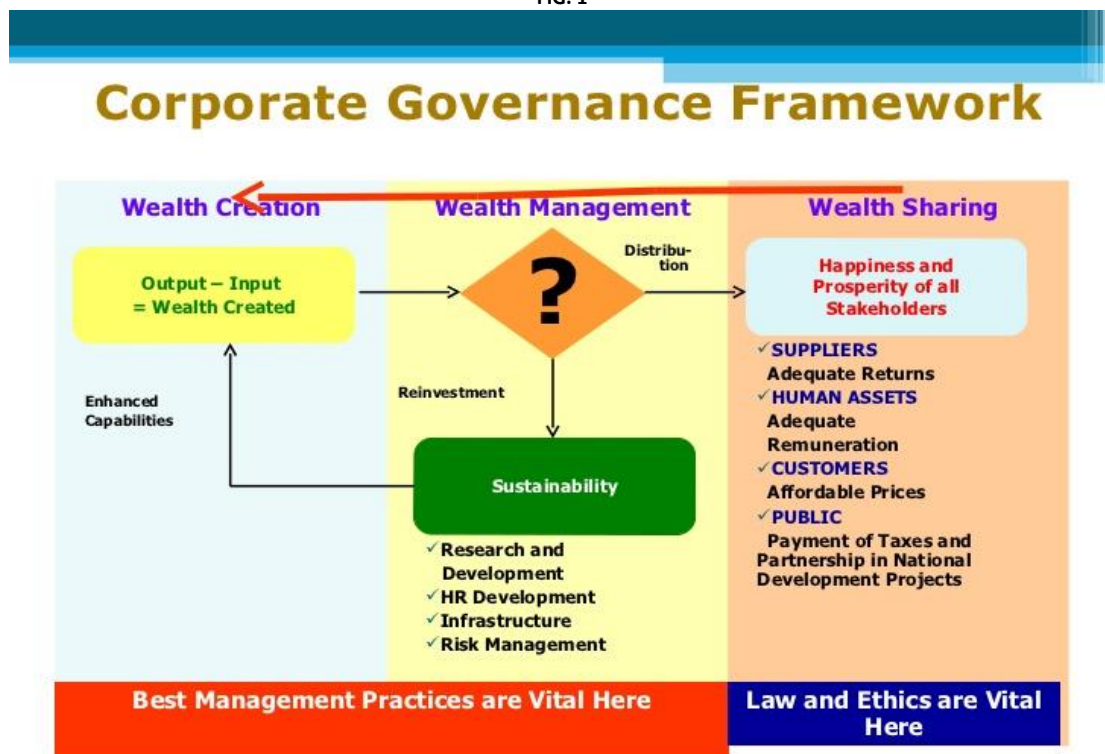 FIG. 1
Corporate Governance Framework
Wealth Creation
Output – Input
= Wealth Created
Enhanced
Capabilities
Wealth Management
?
Distribu-
tion
Reinvestment
Sustainability
✓Research and
Development
✓HR Development
✓Infrastructure
✓Risk Management
Wealth Sharing
Happiness and
Prosperity of all
Stakeholders
✓SUPPLIERS
Adequate Returns
✓HUMAN ASSETS
Adequate
Remuneration
✓CUSTOMERS
Affordable Prices
✓PUBLIC
Payment of Taxes and
Partnership in National
Development Projects
Best Management Practices are Vital Here
Law and Ethics are Vital
Here